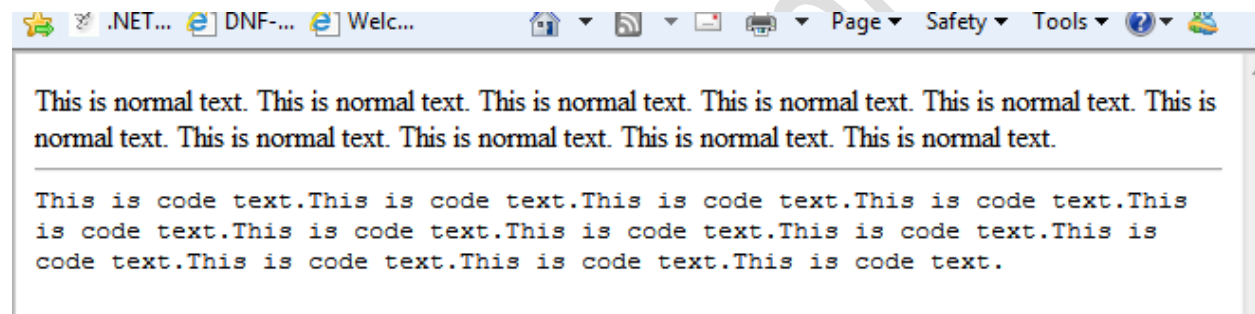 .NET... DNF-... Welc... Page Safety Tools
This is normal text. This is normal text. This is normal text. This is normal text. This is normal text. This is
normal text. This is normal text. This is normal text. This is normal text. This is normal text.
This is code text.This is code text.This is code text.This is code text.This
is code text.This is code text.This is code text.This is code text.This is
code text.This is code text.This is code text.This is code text.